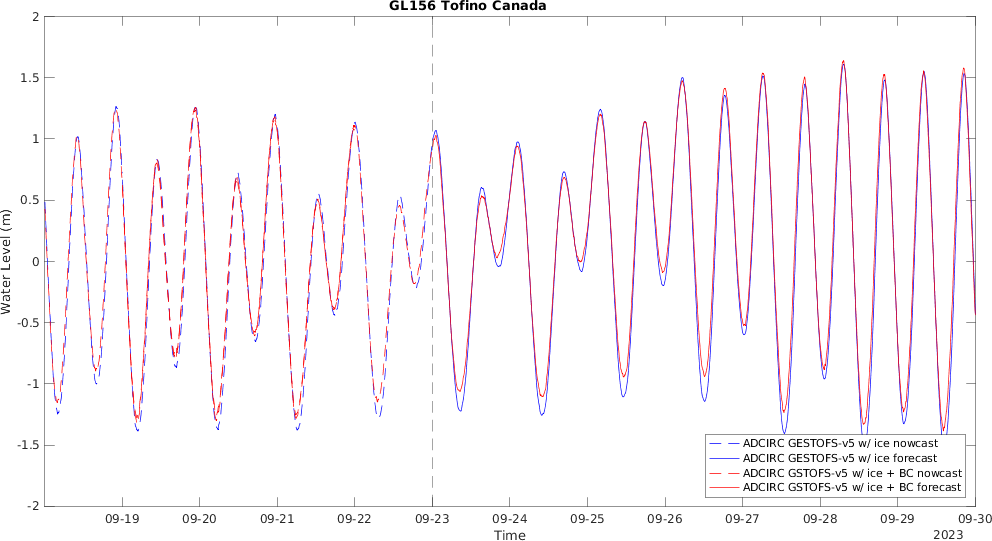 GL156 Tofino Canada
2
1.5
1
0.5
0
-0.5
-1
-1.5
-2
Water Level (m)
ADCIRC GESTOFS-v5 w/ ice nowcast
ADCIRC GESTOFS-v5 w/ ice forecast
ADCIRC GSTOFS-v5 w/ ice + BC nowcast
ADCIRC GSTOFS-v5 w/ ice + BC forecast
09-19 09-20 09-21 09-22 09-23 09-24 09-25 09-26 09-27 09-28 09-29 09-30
Time
2023